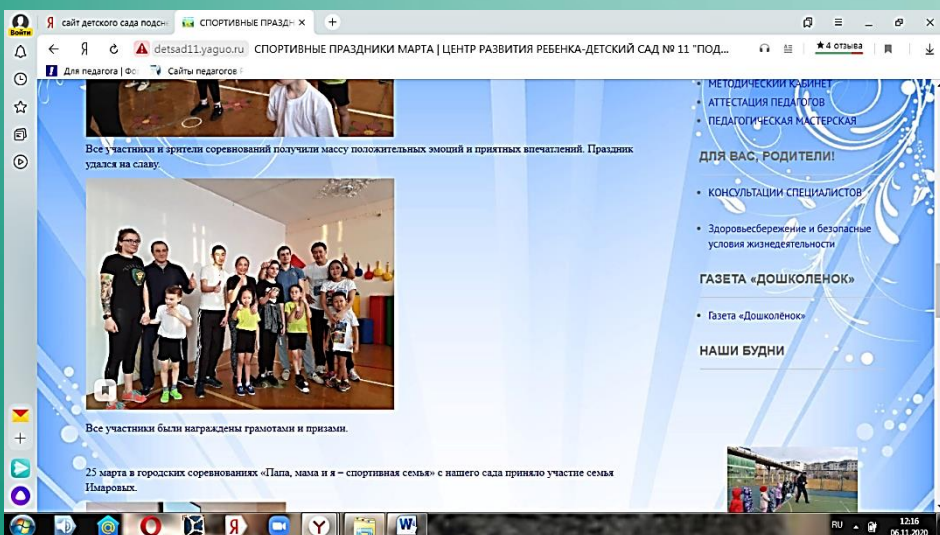 Войти
сайт детского сада подсн
СПОРТИВНЫЕ ПРАЗДН
detsad11.yaguo.ru СПОРТИВНЫЕ ПРАЗДНИКИ МАРТА | ЦЕНТР РАЗВИТИЯ РЕБЕНКА-ДЕТСКИЙ САД № 11 "ПОД...
4 отзыва
Для педагога | Фо
Сайты педагогов
Все участники и зрители соревнований получили массу положительных эмоций и приятных впечатлений. Праздник
удался на славу.
Все участники были награждены грамотами и призами.
25 марта в городских соревнованиях «Папа, мама и я – спортивная семья» с нашего сада приняло участие семья
Имаровых.
МЕТОДИЧЕСКИЙ КАБИНЕТ
АТТЕСТАЦИЯ ПЕДАГОГОВ
ПЕДАГОГИЧЕСКАЯ МАСТЕРСКАЯ
ДЛЯ ВАС, РОДИТЕЛИ!
КОНСУЛЬТАЦИИ СПЕЦИАЛИСТОВ
Здоровьесбережение и безопасные
условия жизнедеятельности
ГАЗЕТА «ДОШКОЛЕНОК»
Газета «Дошколёнок»
НАШИ БУДНИ
RU
12:16
06.11.2020